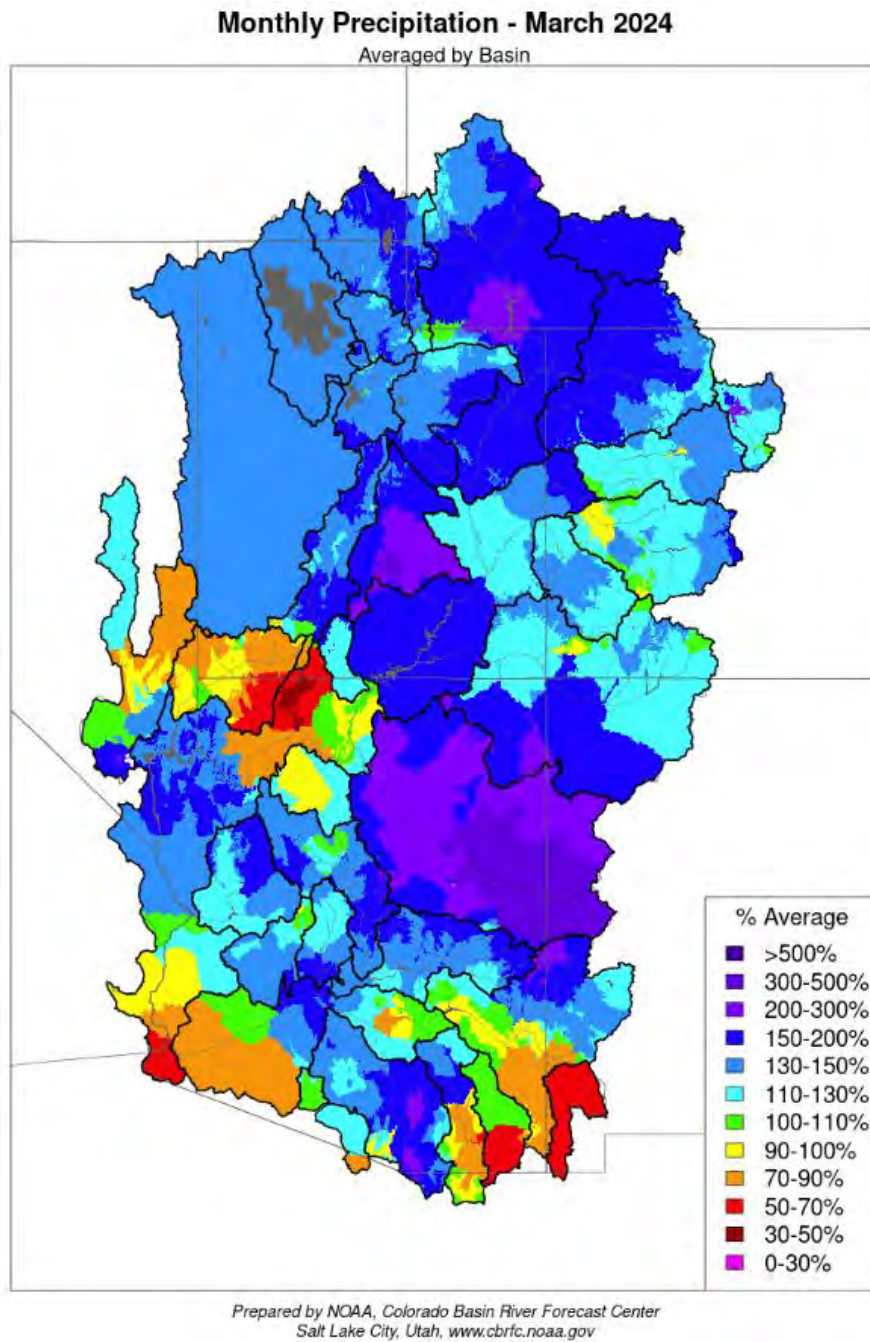 Monthly Precipitation - March 2024
Averaged by Basin
% Average
>500%
300-500%
200-300%
150-200%
130-150%
110-130%
100-110%
90-100%
70-90%
50-70%
30-50%
0-30%
Prepared by NOAA, Colorado Basin River Forecast Center
Salt Lake City, Utah, www.cbrfc.noaa.gov